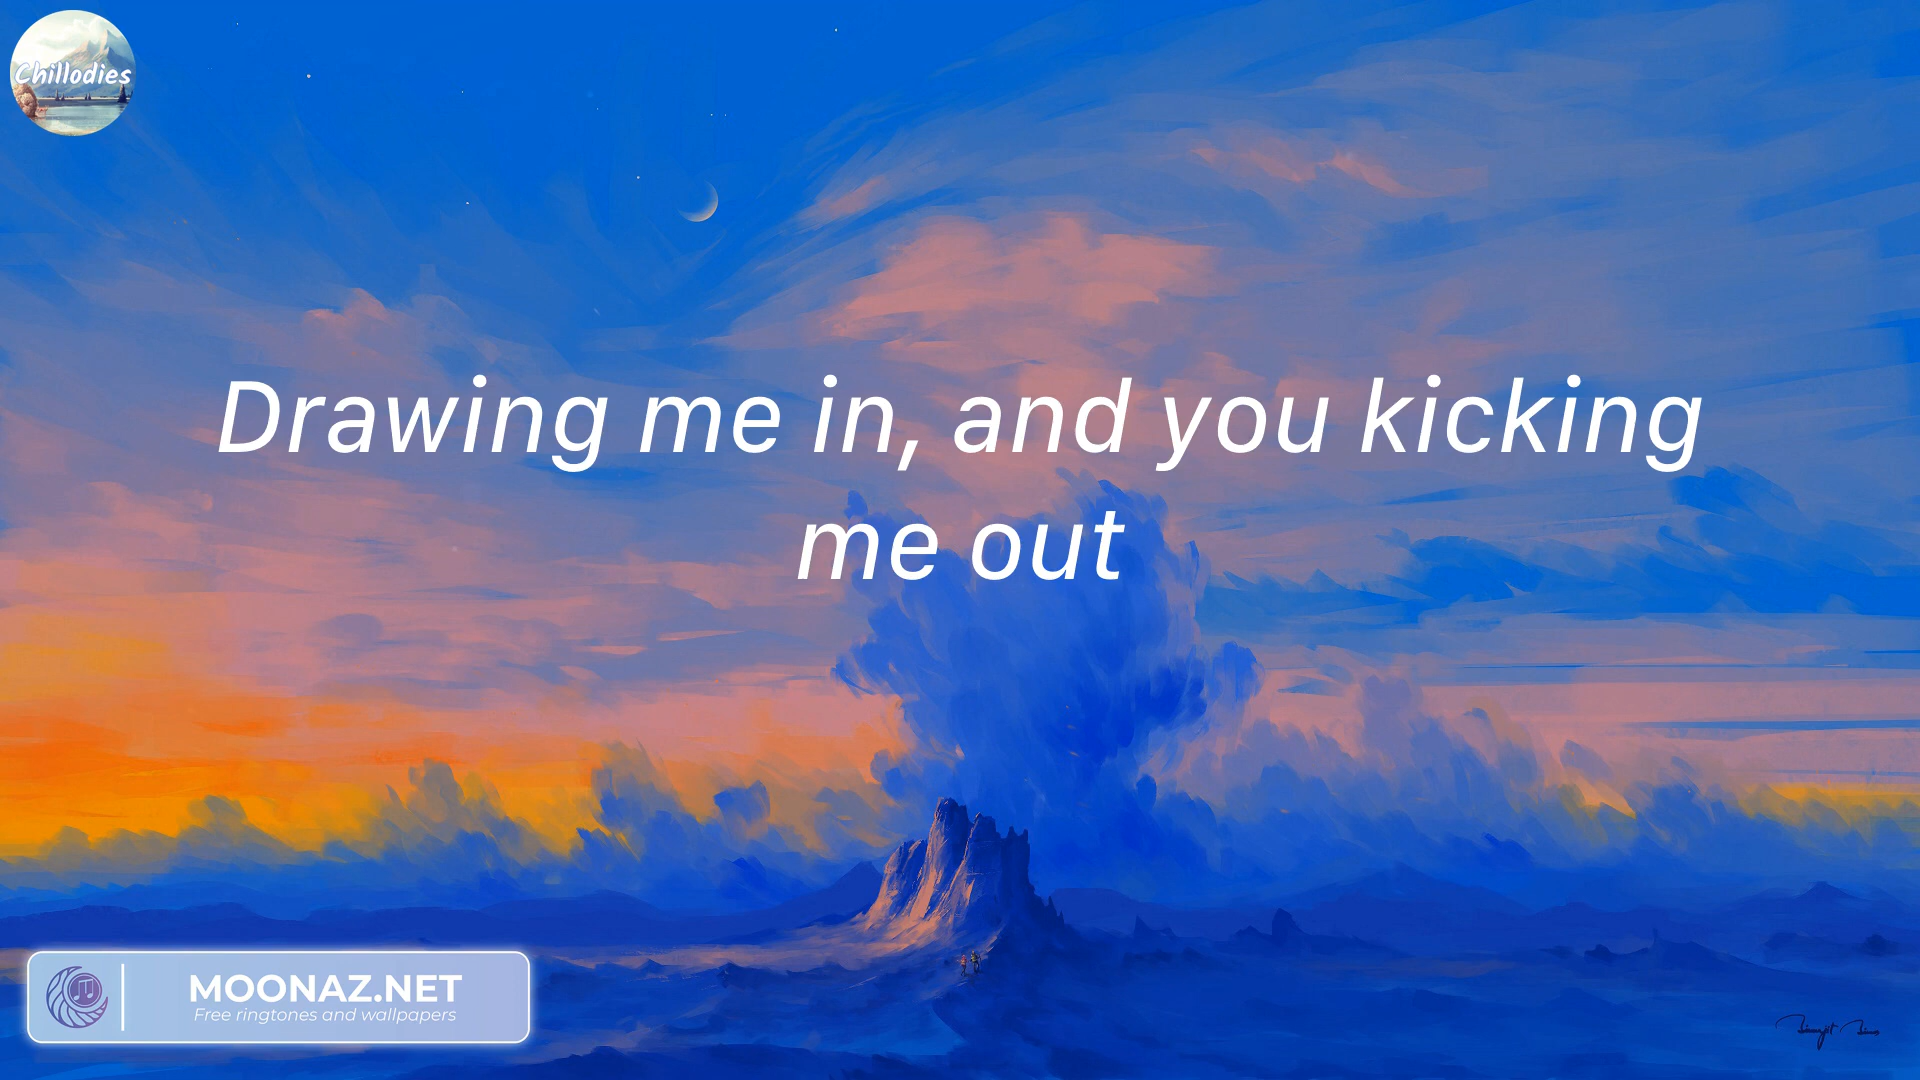 Chillodies
Drawing me in, and you kicking
me out
MOONAZ.NET
Free ringtones and wallpapers